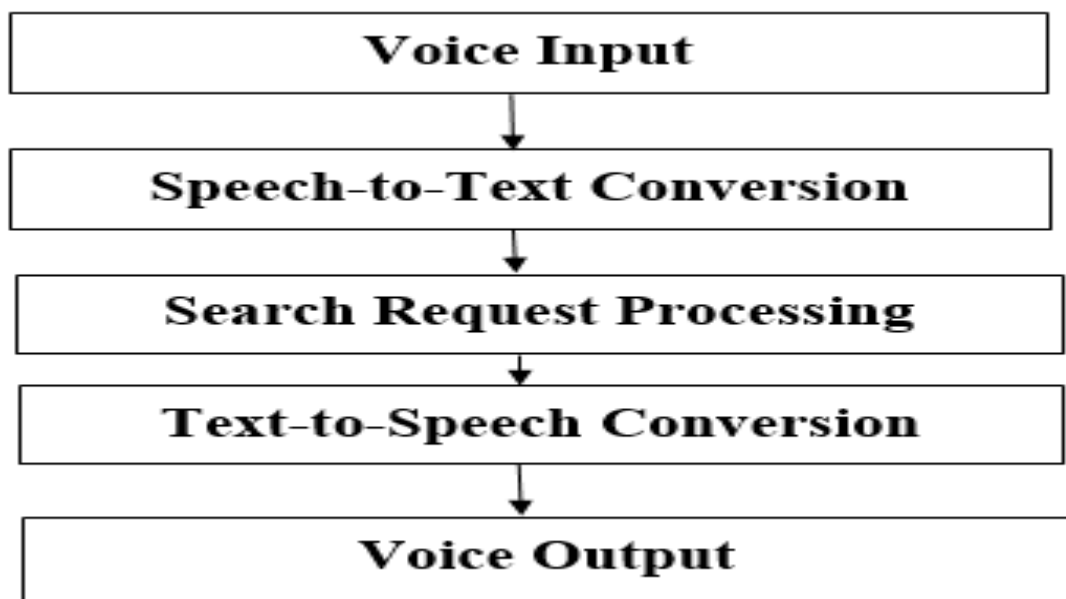 Voice Input
Speech-to-Text Conversion
Search Request Processing
Text-to-Speech Conversion
Voice Output